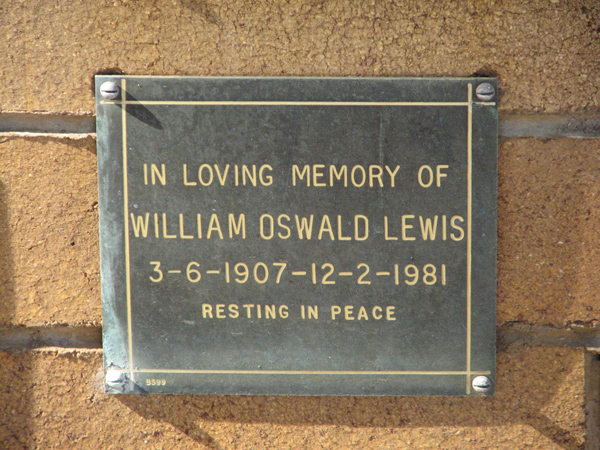 IN LOVING MEMORY OF
WILLIAM OSWALD LEWIS
3-6-1907-12-2-1981
RESTING IN PEACE